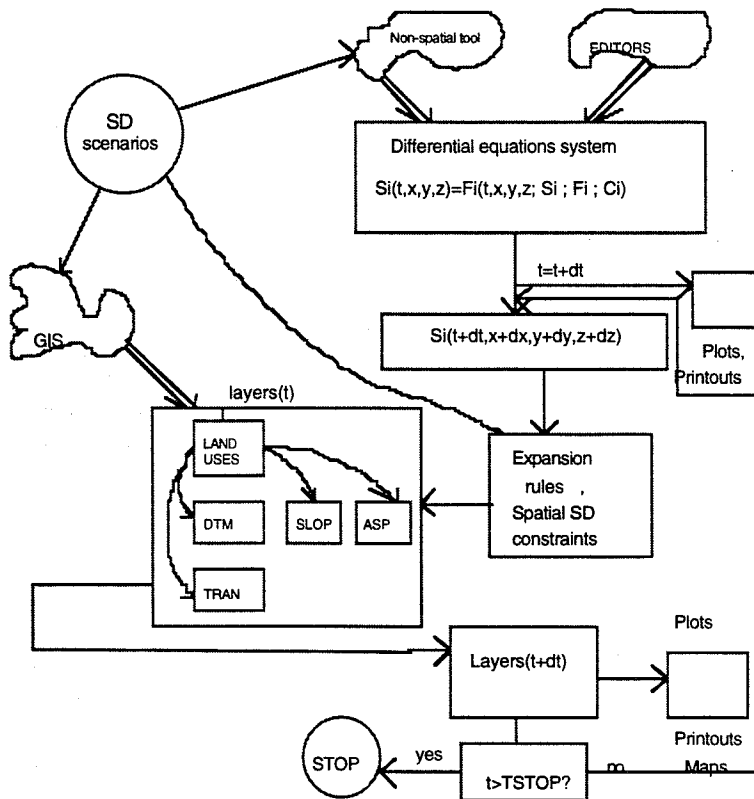 Non-spatial tool
EDITORS
SD
scenarios
Differential equations system
Si(t,x,y,z)=Fi(t,x,y,z; Si ; Fi ; Ci)
t=t+dt
GIS
Si(t+dt,x+dx,y+dy,z+dz)
Plots,
Printouts
layers(t)
LAND
USES
DTM
SLOP
ASP
TRAN
Expansion
rules ,
Spatial SD
constraints
Plots
Layers(t+dt)
Printouts
Maps
STOP
yes
t>TSTOP?
no